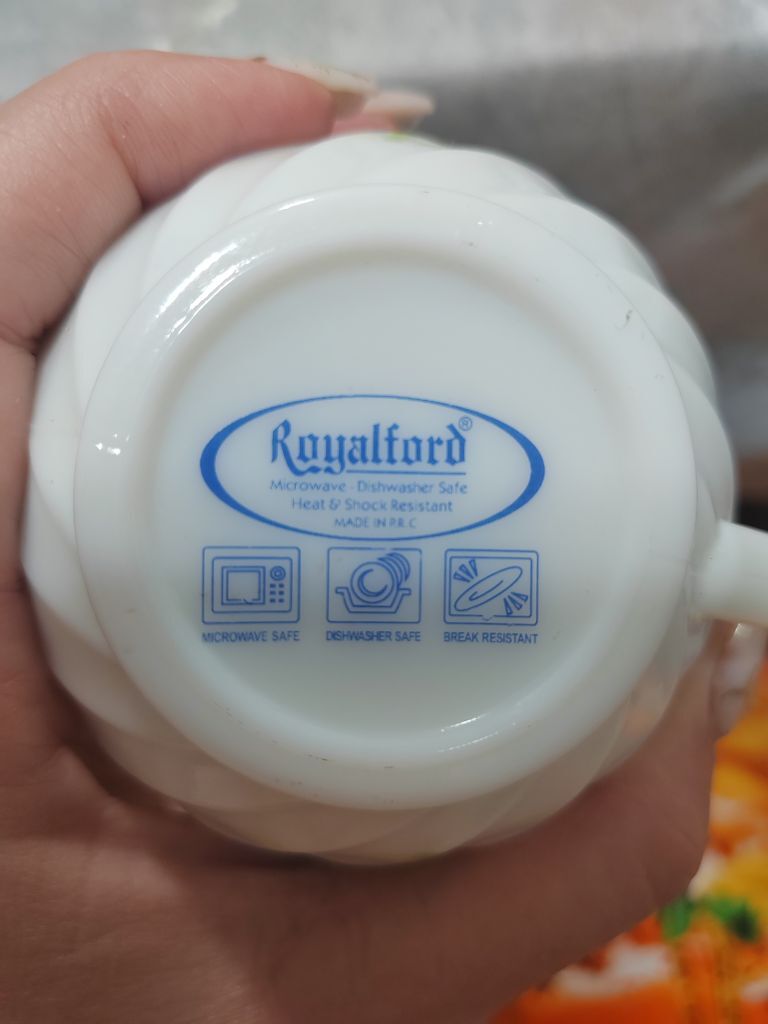 Royalford®
Microwave - Dishwasher Safe
Heat & Shock Resistant
MADE IN P.R.C
MICROWAVE SAFE
DISHWASHER SAFE
BREAK RESISTANT